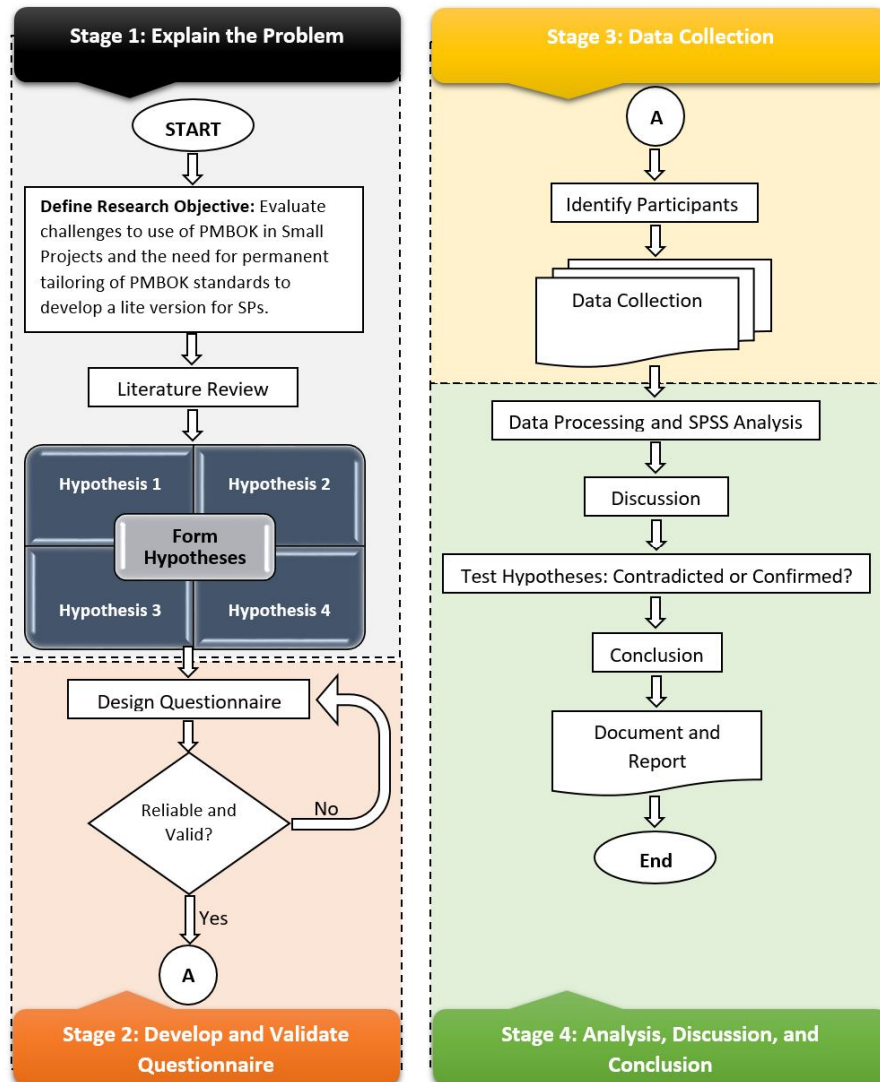 Stage 1: Explain the Problem
START
Define Research Objective: Evaluate
challenges to use of PMBOK in Small
Projects and the need for permanent
tailoring of PMBOK standards to
develop a lite version for SPs.
Literature Review
Hypothesis 1
Hypothesis 2
Form
Hypotheses
Hypothesis 3
Hypothesis 4
Design Questionnaire
Reliable and
Valid?
No
Yes
A
Stage 2: Develop and Validate
Questionnaire
Stage 3: Data Collection
A
Identify Participants
Data Collection
Data Processing and SPSS Analysis
Discussion
Test Hypotheses: Contradicted or Confirmed?
Conclusion
Document and
Report
End
Stage 4: Analysis, Discussion, and
Conclusion